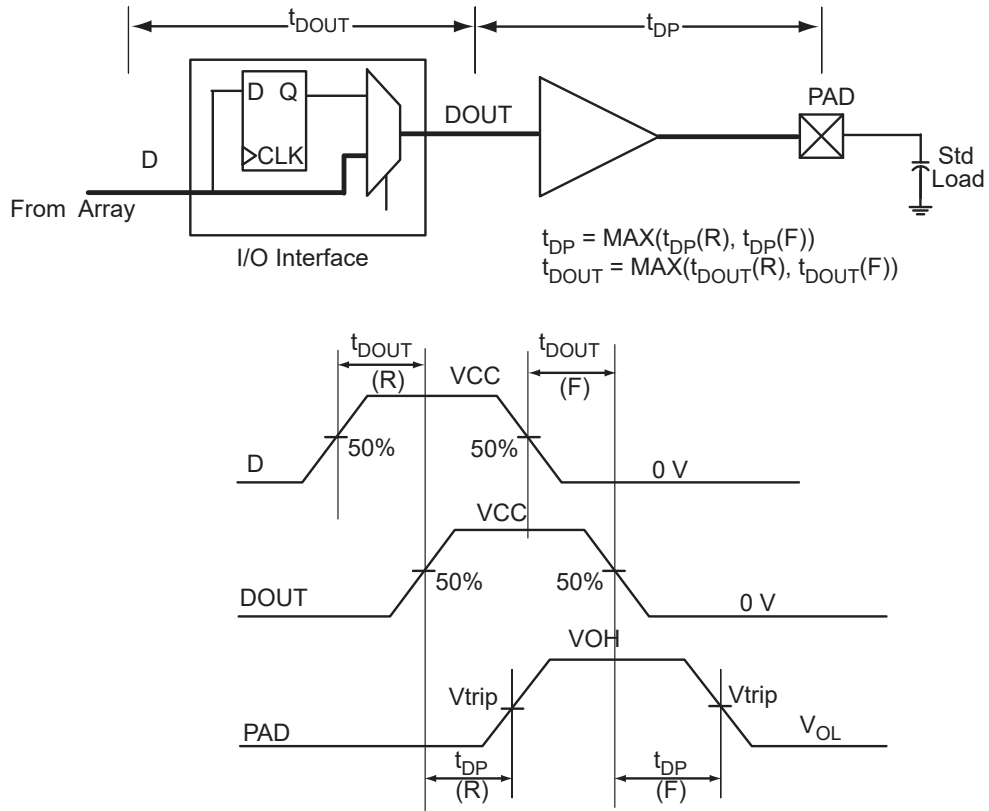 tDOUT
tDP
D Q
CLK
DOUT
PAD
D
From Array
Std
Load
I/O Interface
tDP = MAX(tDP(R), tDP(F))
tDOUT = MAX(tDOUT(R), tDOUT(F))
tDOUT
(R)
VCC
tDOUT
(F)
50%
50%
D
0 V
VCC
50%
50%
DOUT
0 V
VOH
Vtrip
Vtrip
PAD
VOL
tDP
(R)
tDP
(F)